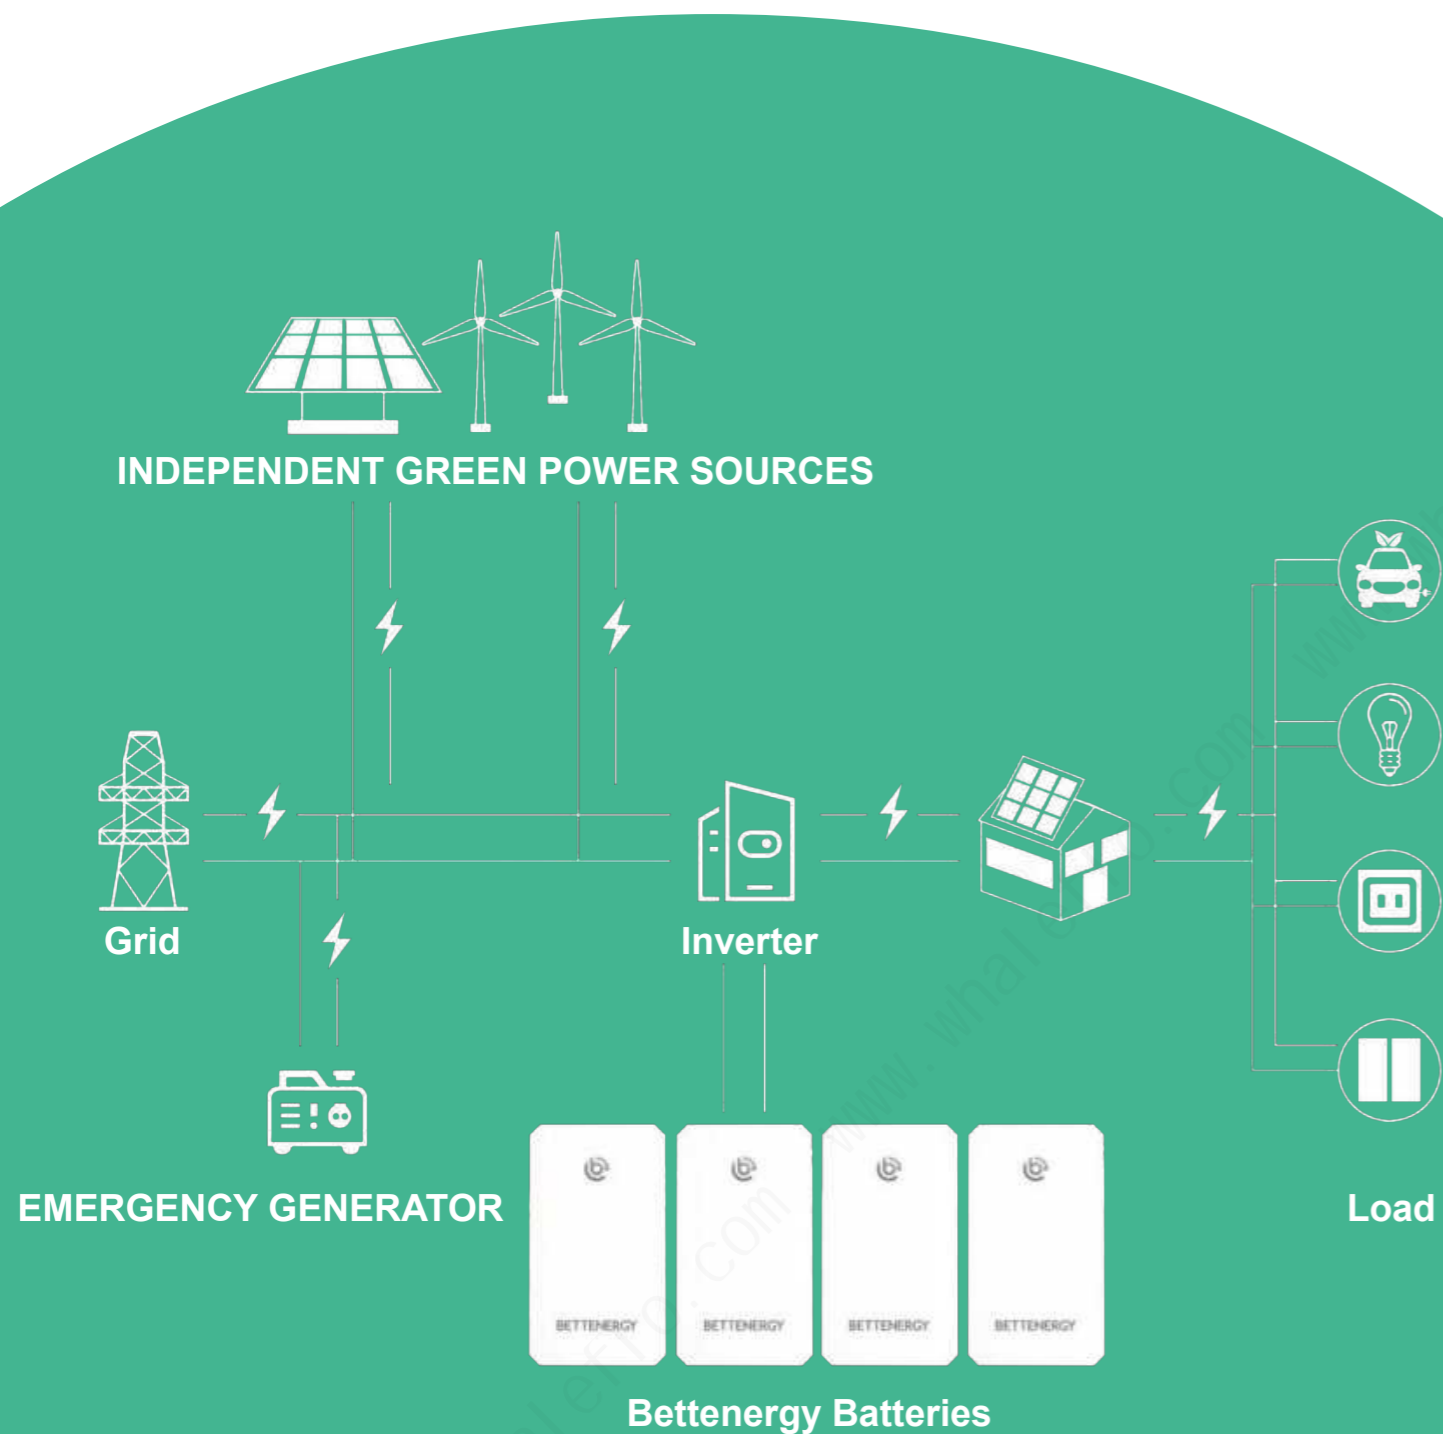 INDEPENDENT GREEN POWER SOURCES
Grid
Inverter
EMERGENCY GENERATOR
Load
BETTENERGY BETTENERGY BETTENERGY BETTENERGY
Bettenergy Batteries